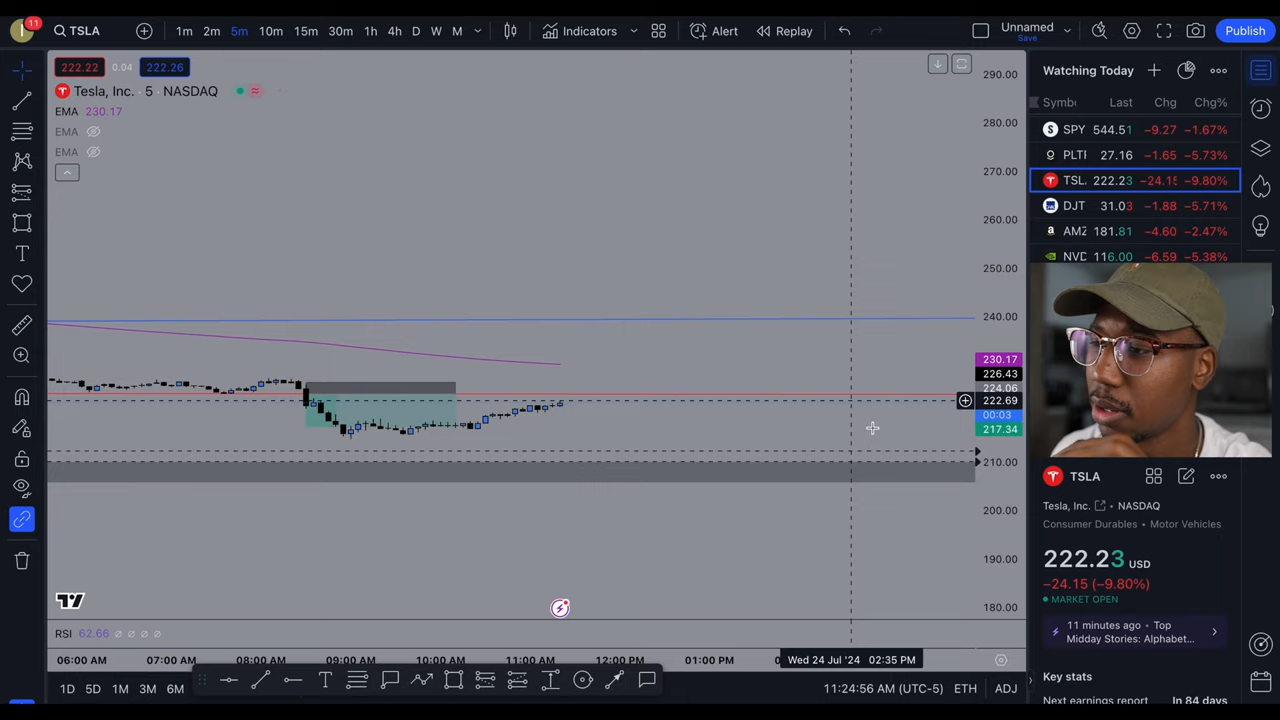 11
TSLA
1m 2m 5m 10m 15m 30m 1h 4h D W M
Indicators
Alert
Replay
Unnamed
Save
Publish
222.22 0.04 222.26
Tesla, Inc. · 5 · NASDAQ
EMA 230.17
EMA
EMA
290.00
280.00
270.00
260.00
250.00
240.00
230.17
226.43
224.06
222.69
00:03
217.34
210.00
200.00
190.00
180.00
RSI 62.66
06:00 AM 07:00 AM 08:00 AM 09:00 AM 10:00 AM 11:00 AM 12:00 PM 01:00 PM Wed 24 Jul '24 02:35 PM
1D 5D 1M 3M 6M
11:24:56 AM (UTC-5) ETH ADJ
Watching Today
Symb Last Chg Chg%
SPY 544.51 −9.27 −1.67%
PLTR 27.16 −1.65 −5.73%
TSL. 222.23 −24.15 −9.80%
DJT 31.03 −1.88 −5.71%
AMZ 181.81 −4.60 −2.47%
NVD 116.00 −6.59 −5.38%
TSLA
Tesla, Inc. · NASDAQ
Consumer Durables · Motor Vehicles
222.23 USD
−24.15 (−9.80%)
MARKET OPEN
11 minutes ago · Top
Midday Stories: Alphabet...
Key stats
Next earnings report In 84 days